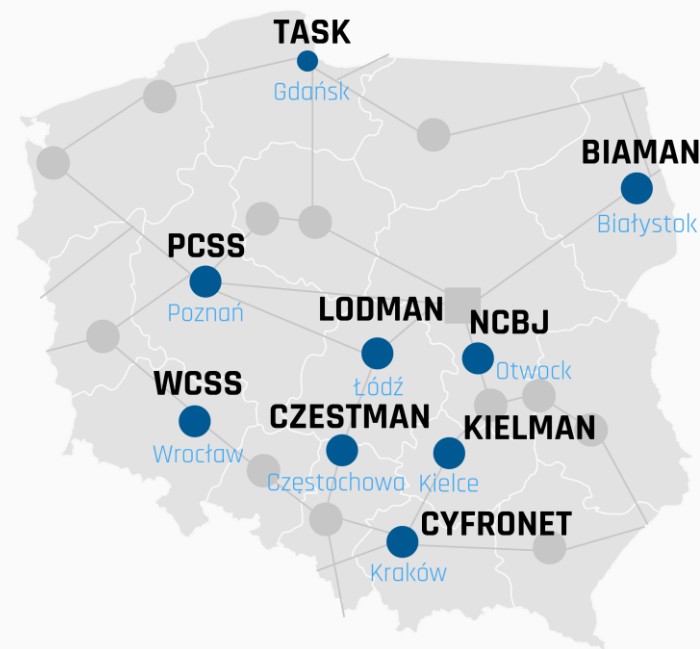 TASK
Gdańsk
BIAMAN
Białystok
PCSS
Poznań
LODMAN
Łódź
NCBJ
Otwock
WCSS
Wrocław
CZESTMAN
Częstochowa
KIELMAN
Kielce
CYFRONET
Kraków